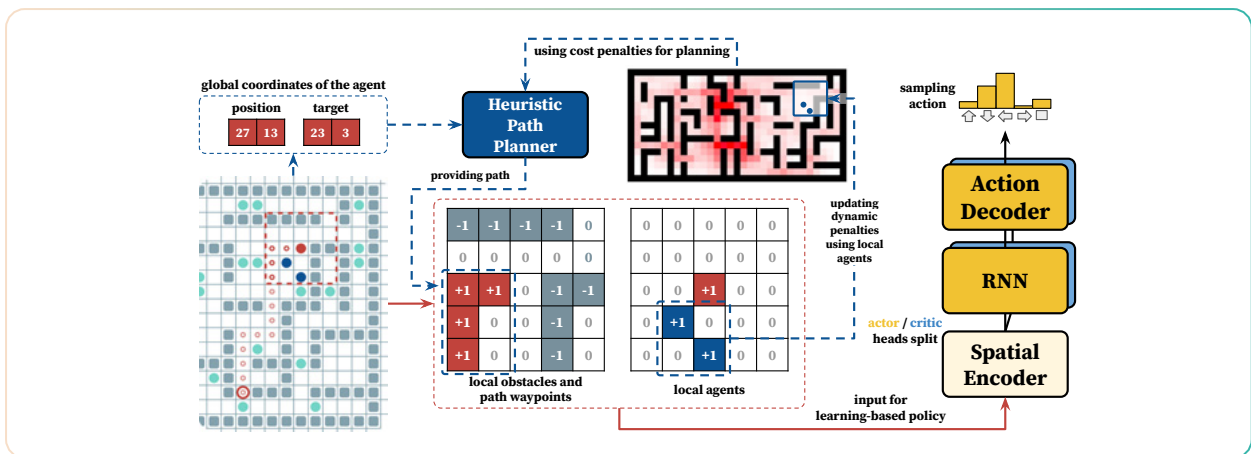 using cost penalties for planning
global coordinates of the agent
position target
27 13 23 3
Heuristic
Path
Planner
providing path
sampling
action
Action
Decoder
RNN
actor / critic
heads split
Spatial
Encoder
updating
dynamic
penalties
using local
agents
-1 -1 -1 -1 0
0 0 0 0 0
+1 +1 0 -1 -1
+1 0 0 -1 0
+1 0 0 -1 0
local obstacles and
path waypoints
0 0 0 0 0
0 0 0 0 0
0 0 +1 0 0
0 +1 0 0 0
0 0 +1 0 0
local agents
input for
learning-based policy